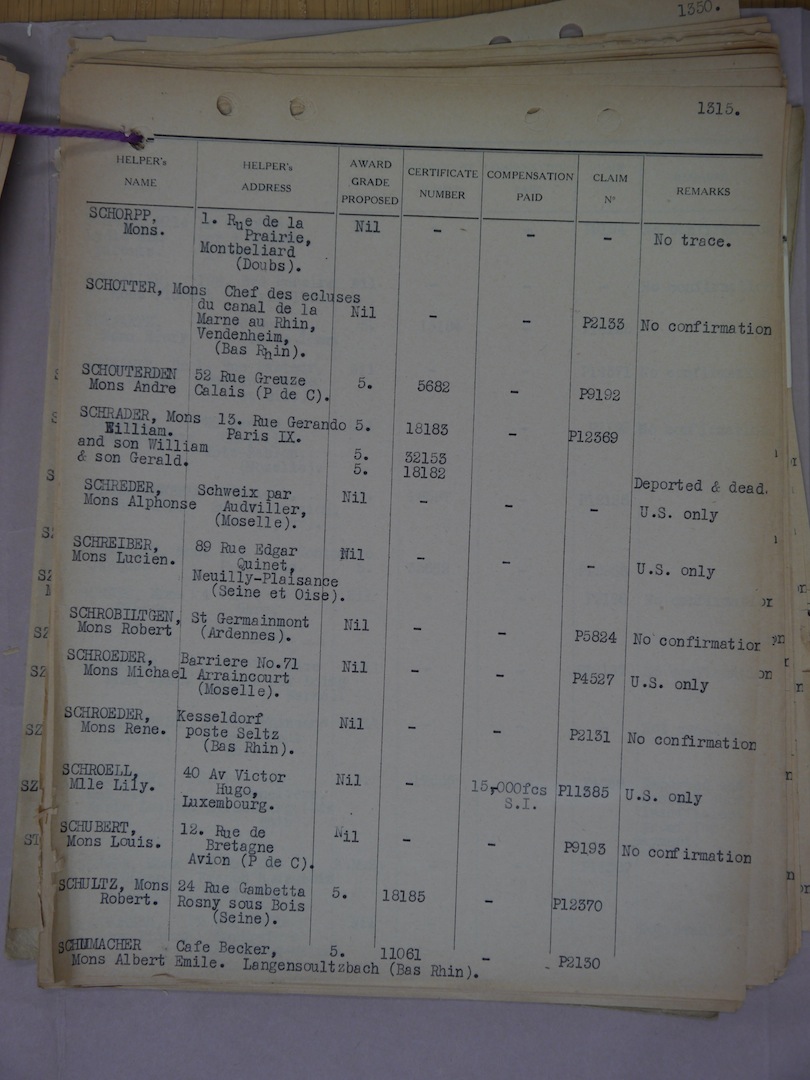 1350.
1315.
HELPER's NAME | HELPER's ADDRESS | AWARD GRADE PROPOSED | CERTIFICATE NUMBER | COMPENSATION PAID | CLAIM No | REMARKS
SCHORPP, 1. Rue de la Nil - - - No trace.
Mons. Prairie,
Montbeliard
(Doubs).
SCHOTTER, Mons Chef des ecluses
du canal de la Nil - - P2133 No confirmation
Marne au Rhin,
Vendenheim,
(Bas Rhin).
SCHOUTERDEN 52 Rue Greuze 5. 5682 - P9192
Mons Andre Calais (P de C).
SCHRADER, Mons 13. Rue Gerando 5. 18183 - P12369
William. Paris IX.
and son William 5. 32153
& son Gerald. 5. 18182
SCHREDER, Schweix par Nil - - - Deported & dead.
Mons Alphonse Audviller, U.S. only
(Moselle).
SCHREIBER, 89 Rue Edgar Nil - - - U.S. only
Mons Lucien. Quinet,
Neuilly-Plaisance
(Seine et Oise).
SCHROBILTGEN, St Germainmont Nil - - P5824 No confirmation
Mons Robert (Ardennes).
SCHROEDER, Barriere No.71 Nil - - P4527 U.S. only
Mons Michael Arraincourt
(Moselle).
SCHROEDER, Kesseldorf Nil - - P2131 No confirmation
Mons Rene. poste Seltz
(Bas Rhin).
SCHROELL, 40 Av Victor Nil - 15,000fcs P11385 U.S. only
Mlle Lily. Hugo, S.I.
Luxembourg.
SCHUBERT, 12. Rue de Nil - - P9193 No confirmation
Mons Louis. Bretagne
Avion (P de C).
SCHULTZ, Mons 24 Rue Gambetta 5. 18185 - P12370
Robert. Rosny sous Bois
(Seine).
SCHUMACHER Cafe Becker, 5. 11061 - P2130
Mons Albert Emile. Langensoultzbach (Bas Rhin).